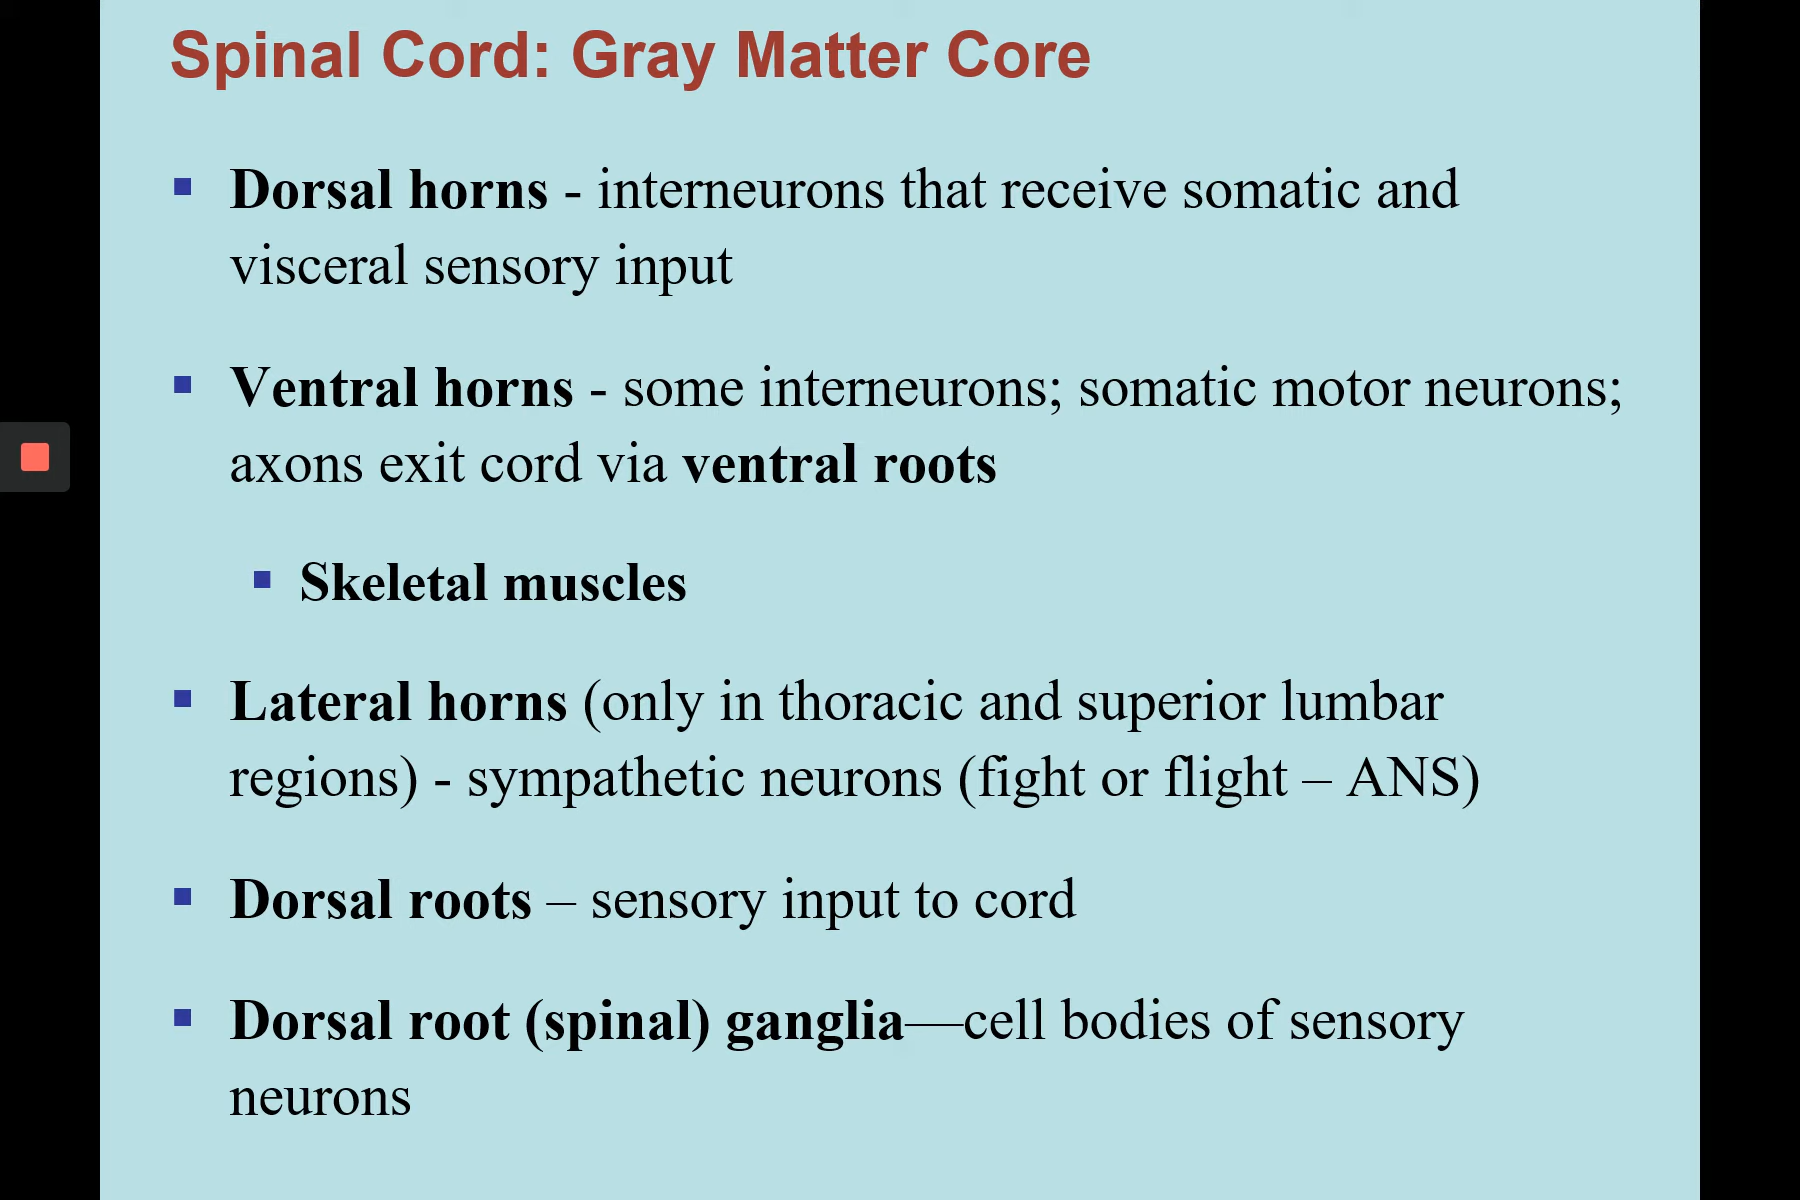 Spinal Cord: Gray Matter Core
▪ Dorsal horns - interneurons that receive somatic and
visceral sensory input
▪ Ventral horns - some interneurons; somatic motor neurons;
axons exit cord via ventral roots
▪ Skeletal muscles
▪ Lateral horns (only in thoracic and superior lumbar
regions) - sympathetic neurons (fight or flight – ANS)
▪ Dorsal roots – sensory input to cord
▪ Dorsal root (spinal) ganglia—cell bodies of sensory
neurons